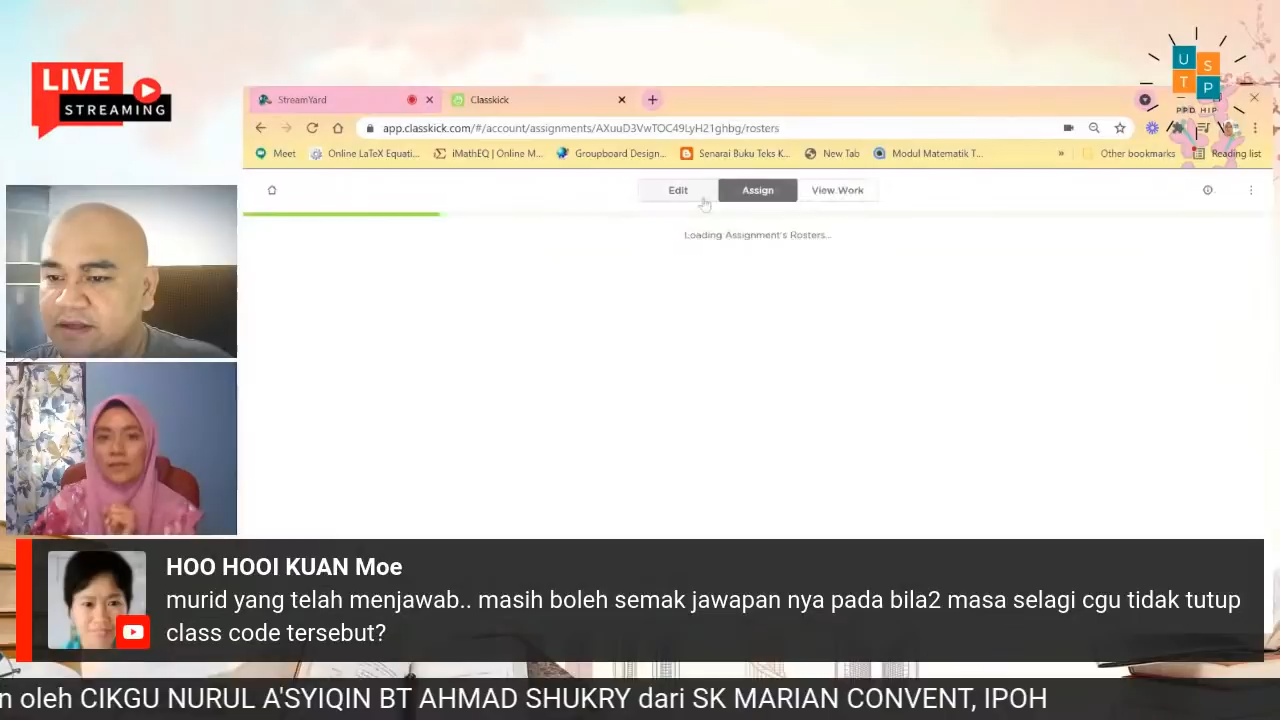 LIVE
STREAMING
U S
T P
PPD HIP
StreamYard
Classkick
app.classkick.com/#/account/assignments/AXuuD3VwTOC49LyH21ghbg/rosters
Meet
Online LaTeX Equati...
iMathEQ | Online M...
Groupboard Design...
Senarai Buku Teks K...
New Tab
Modul Matematik T...
»
Other bookmarks
Reading list
Edit
Assign
View Work
Loading Assignment's Rosters...
HOO HOOI KUAN Moe
murid yang telah menjawab.. masih boleh semak jawapan nya pada bila2 masa selagi cgu tidak tutup
class code tersebut?
n oleh CIKGU NURUL A'SYIQIN BT AHMAD SHUKRY dari SK MARIAN CONVENT, IPOH